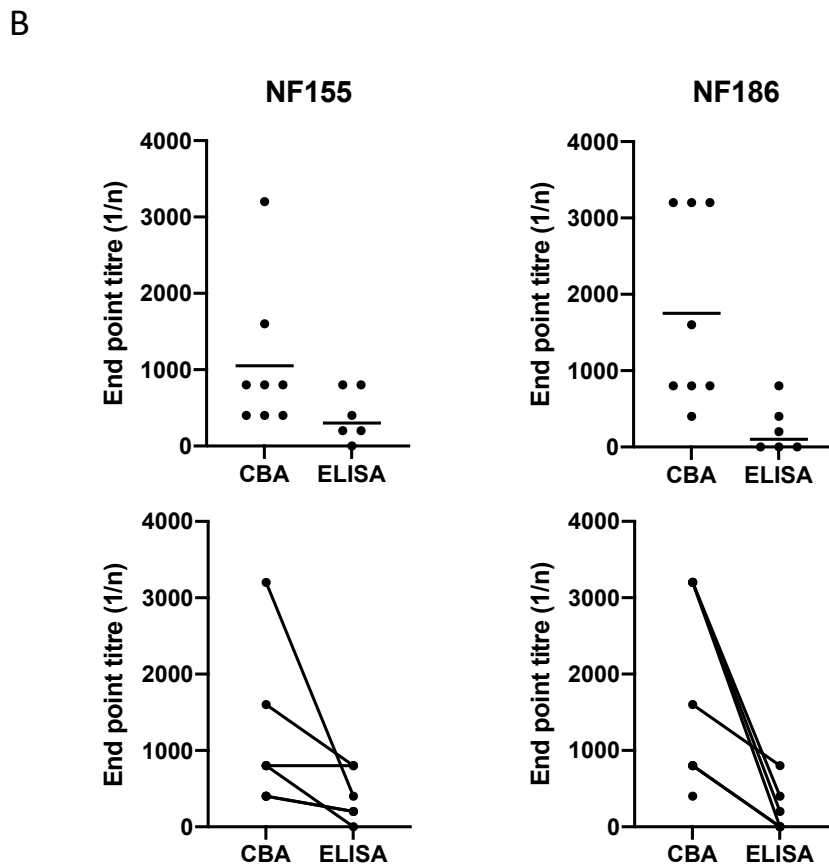 B
NF155
NF186
End point titre (1/n)
4000
3000
2000
1000
0
CBA
ELISA
End point titre (1/n)
4000
3000
2000
1000
0
CBA
ELISA
End point titre (1/n)
4000
3000
2000
1000
0
CBA
ELISA
End point titre (1/n)
4000
3000
2000
1000
0
CBA
ELISA